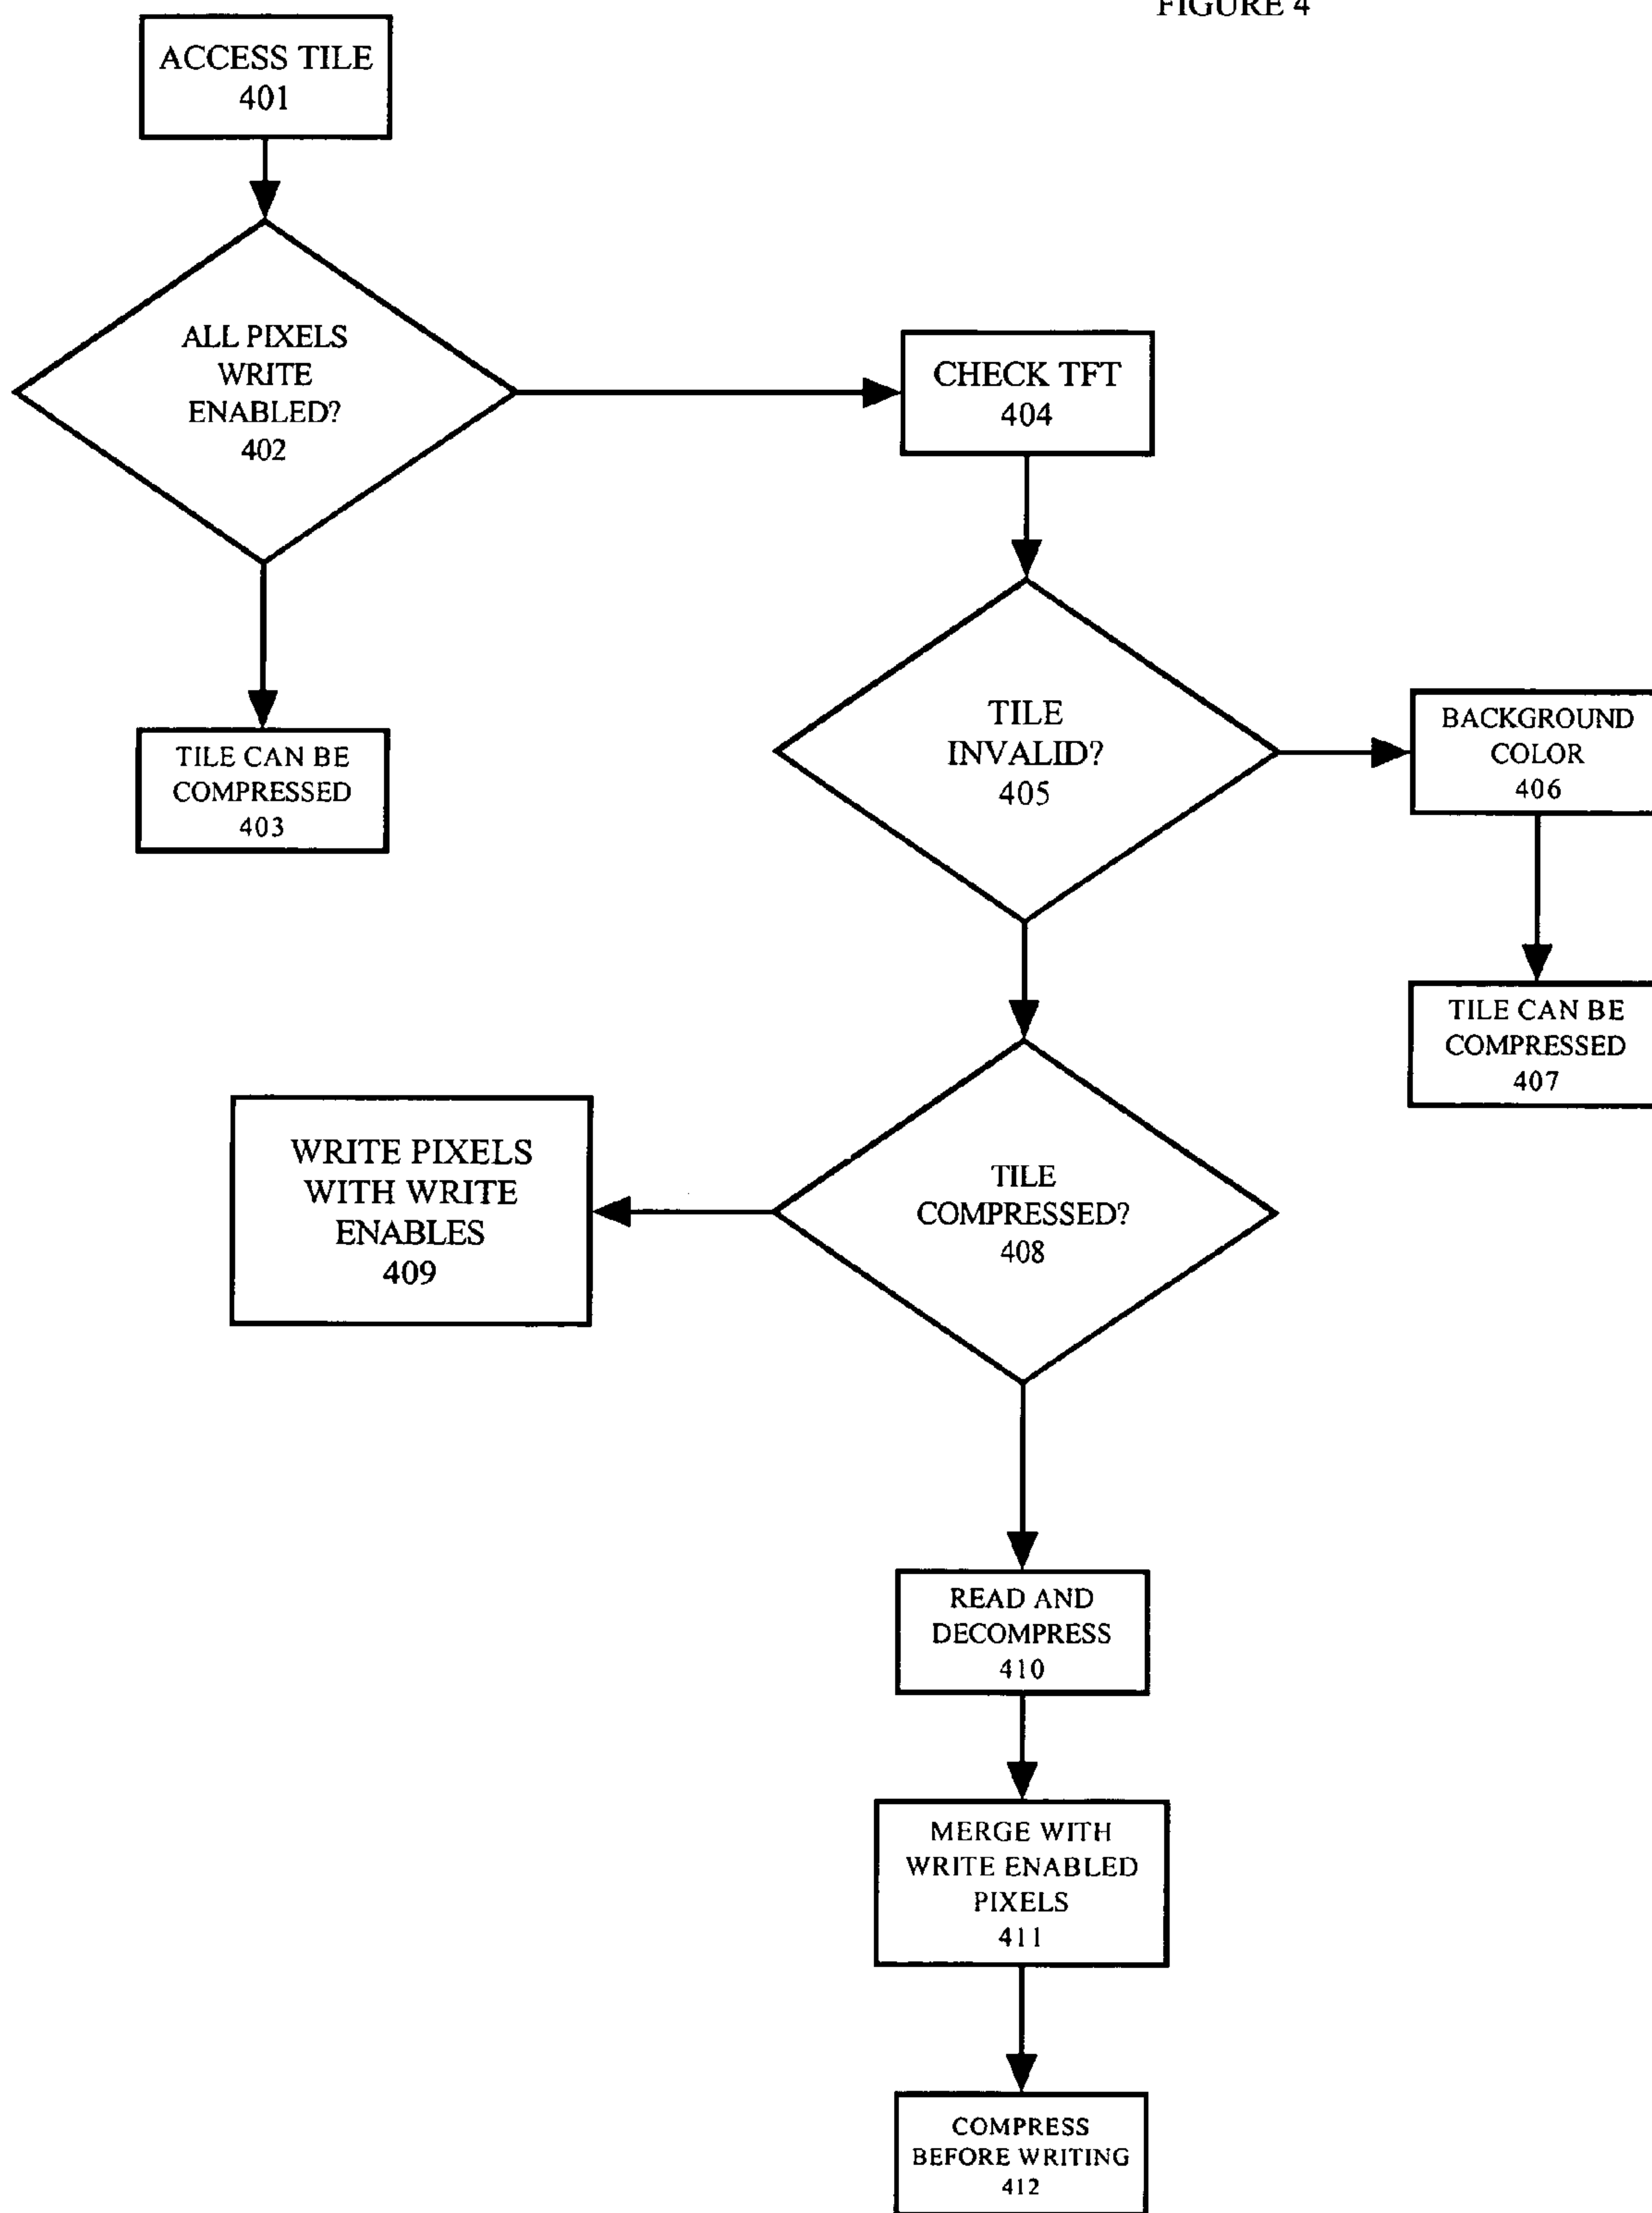 FIGURE 4
ACCESS TILE
401
ALL PIXELS
WRITE
ENABLED?
402
CHECK TFT
404
TILE CAN BE
COMPRESSED
403
TILE
INVALID?
405
BACKGROUND
COLOR
406
TILE CAN BE
COMPRESSED
407
WRITE PIXELS
WITH WRITE
ENABLES
409
TILE
COMPRESSED?
408
READ AND
DECOMPRESS
410
MERGE WITH
WRITE ENABLED
PIXELS
411
COMPRESS
BEFORE WRITING
412